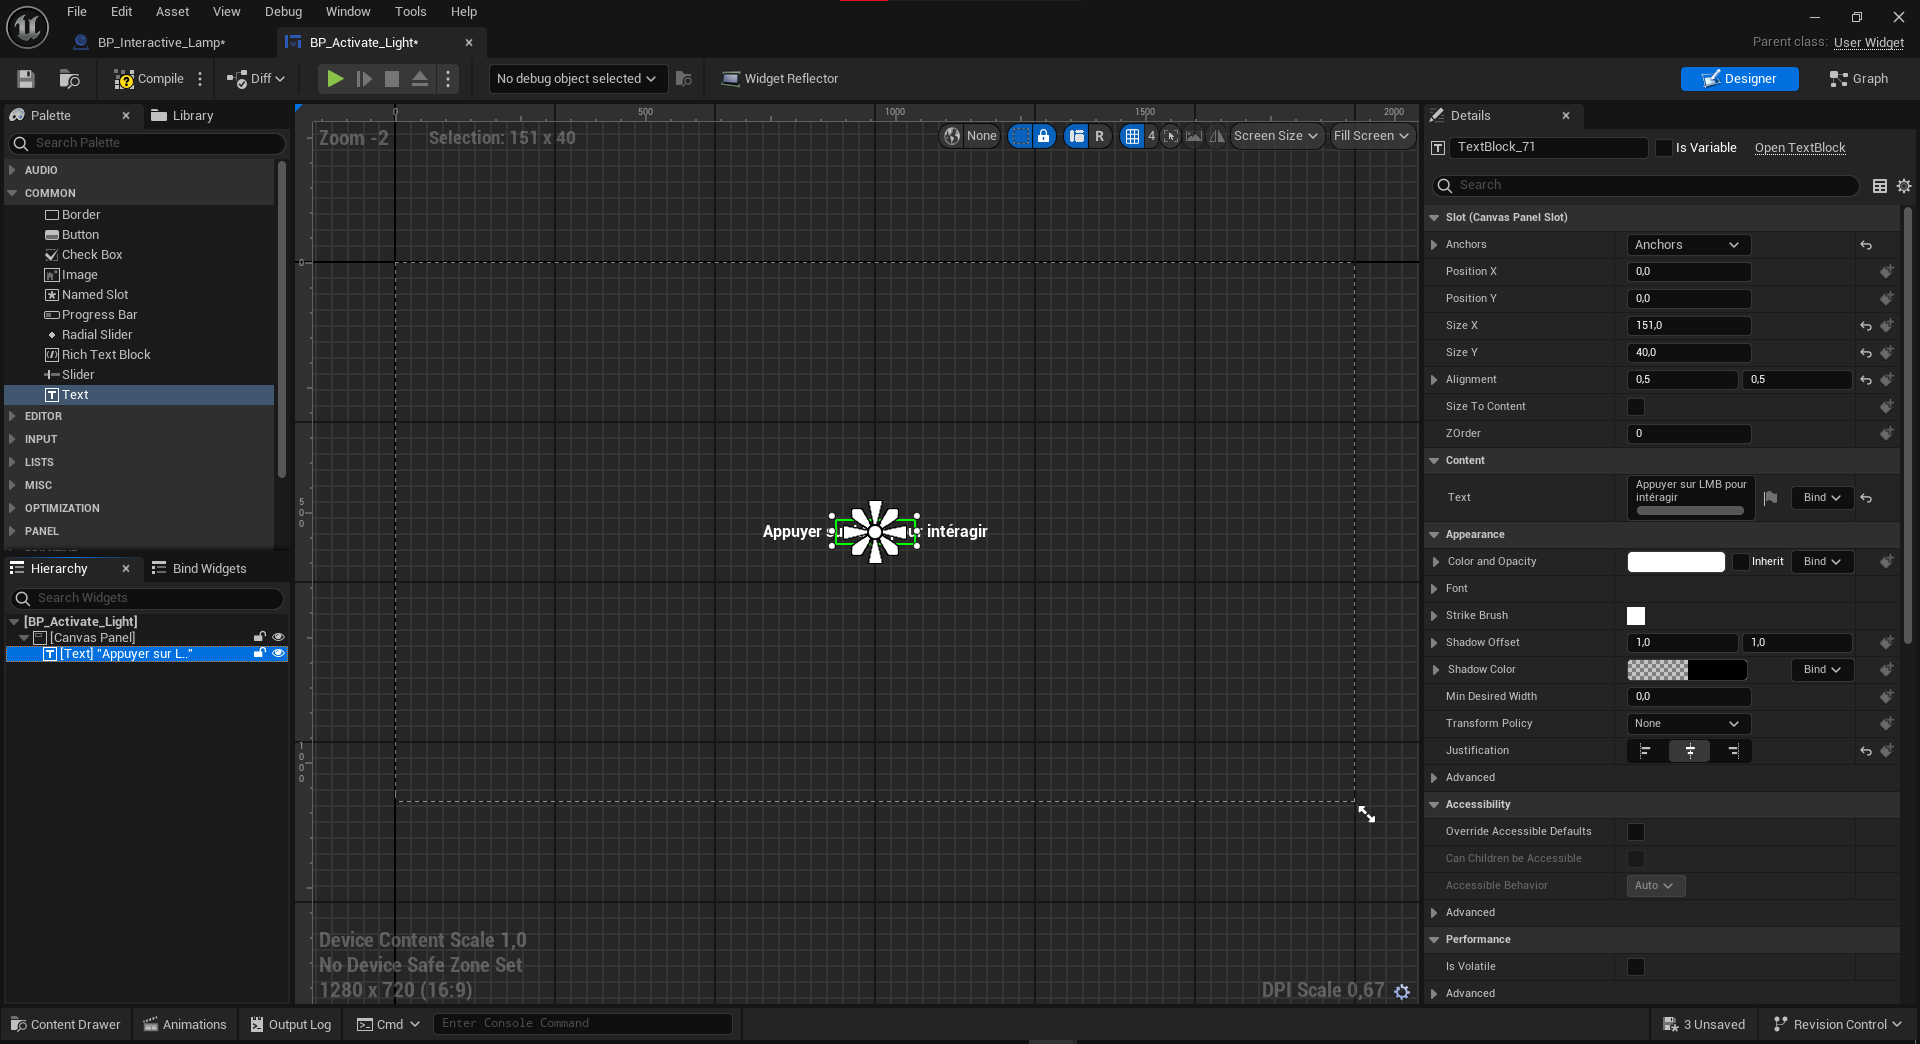 File Edit Asset View Debug Window Tools Help
BP_Interactive_Lamp*
BP_Activate_Light*
Parent class: User Widget
Compile
Diff
No debug object selected
Widget Reflector
Designer
Graph
Palette
Library
Search Palette
AUDIO
COMMON
Border
Button
Check Box
Image
Named Slot
Progress Bar
Radial Slider
Rich Text Block
Slider
Text
EDITOR
INPUT
LISTS
MISC
OPTIMIZATION
PANEL
Hierarchy
Bind Widgets
Search Widgets
[BP_Activate_Light]
[Canvas Panel]
[Text] "Appuyer sur L.."
0 500 1000 1500 2000
Zoom -2
Selection: 151 x 40
None
R
4
Screen Size
Fill Screen
0
500
1000
Appuyer
intéragir
Device Content Scale 1,0
No Device Safe Zone Set
1280 x 720 (16:9)
DPI Scale 0,67
Details
TextBlock_71
Is Variable
Open TextBlock
Search
Slot (Canvas Panel Slot)
Anchors Anchors
Position X 0,0
Position Y 0,0
Size X 151,0
Size Y 40,0
Alignment 0,5 0,5
Size To Content
ZOrder 0
Content
Text
Appuyer sur LMB pour
intéragir
Bind
Appearance
Color and Opacity Inherit Bind
Font
Strike Brush
Shadow Offset 1,0 1,0
Shadow Color Bind
Min Desired Width 0,0
Transform Policy None
Justification
Advanced
Accessibility
Override Accessible Defaults
Can Children be Accessible
Accessible Behavior Auto
Advanced
Performance
Is Volatile
Advanced
Content Drawer
Animations
Output Log
Cmd
Enter Console Command
3 Unsaved
Revision Control